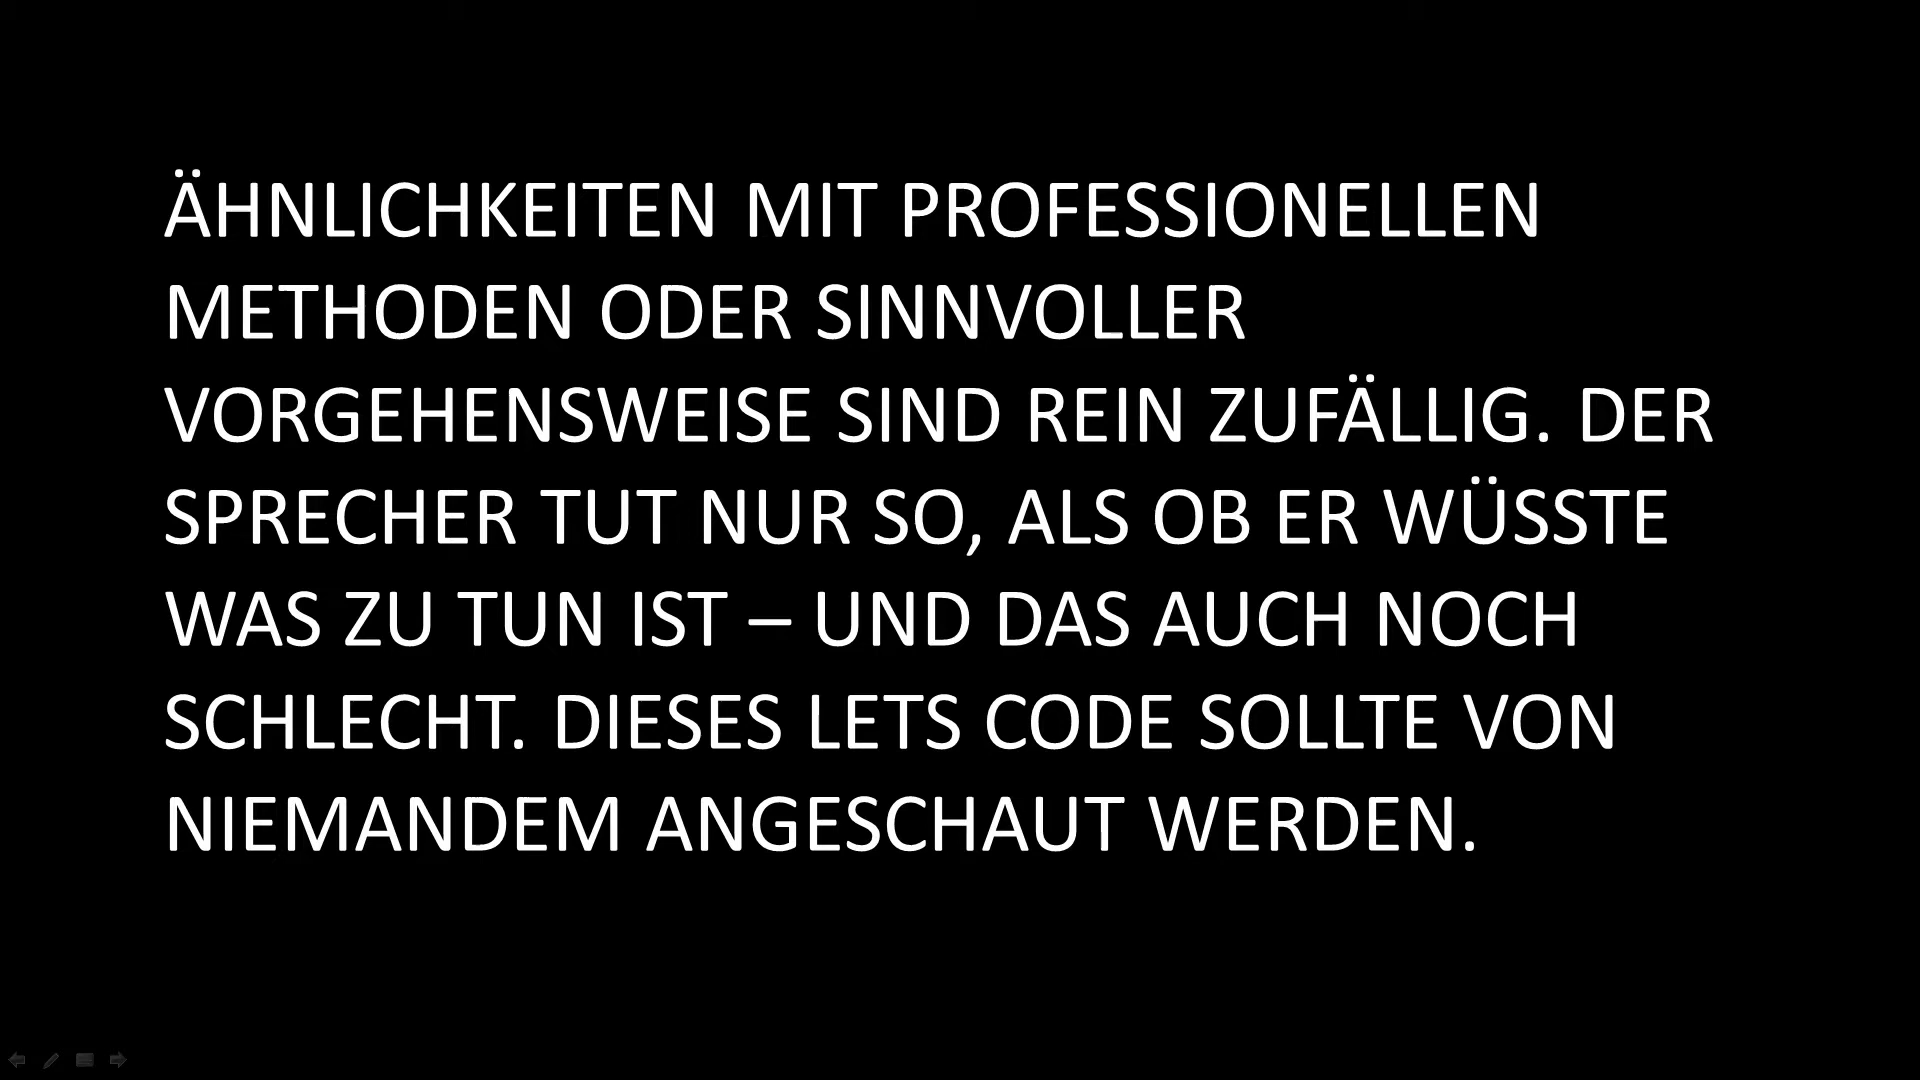 ÄHNLICHKEITEN MIT PROFESSIONELLEN
METHODEN ODER SINNVOLLER
VORGEHENSWEISE SIND REIN ZUFÄLLIG. DER
SPRECHER TUT NUR SO, ALS OB ER WÜSSTE
WAS ZU TUN IST – UND DAS AUCH NOCH
SCHLECHT. DIESES LETS CODE SOLLTE VON
NIEMANDEM ANGESCHAUT WERDEN.